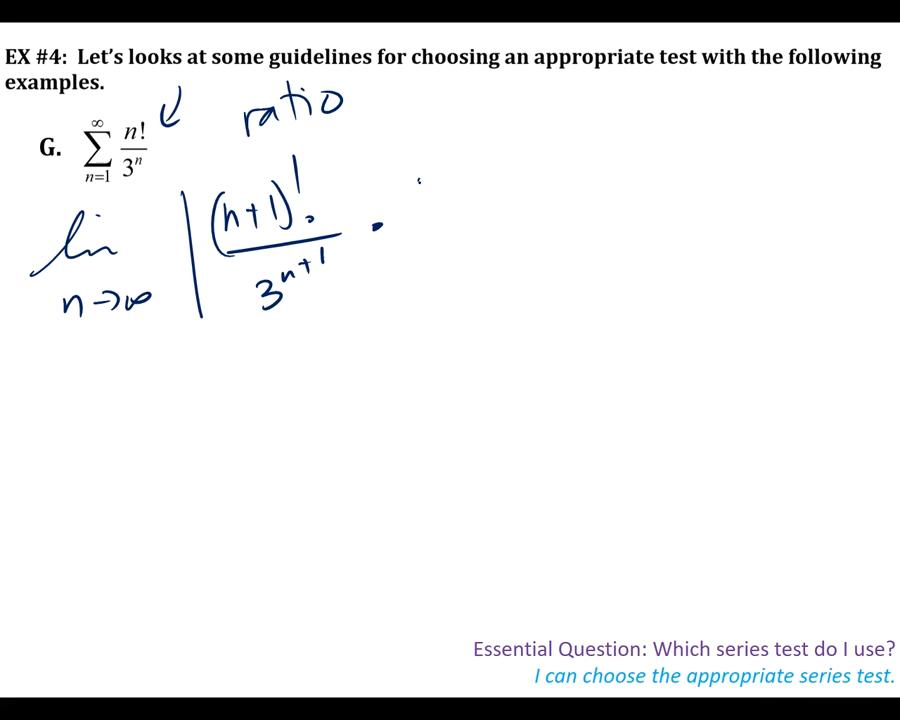 EX #4: Let's looks at some guidelines for choosing an appropriate test with the following
examples.
ratio
G. ∞ ∑ n=1 n! / 3^n
lim n→∞ | (n+1)! / 3^(n+1) ·
Essential Question: Which series test do I use?
I can choose the appropriate series test.